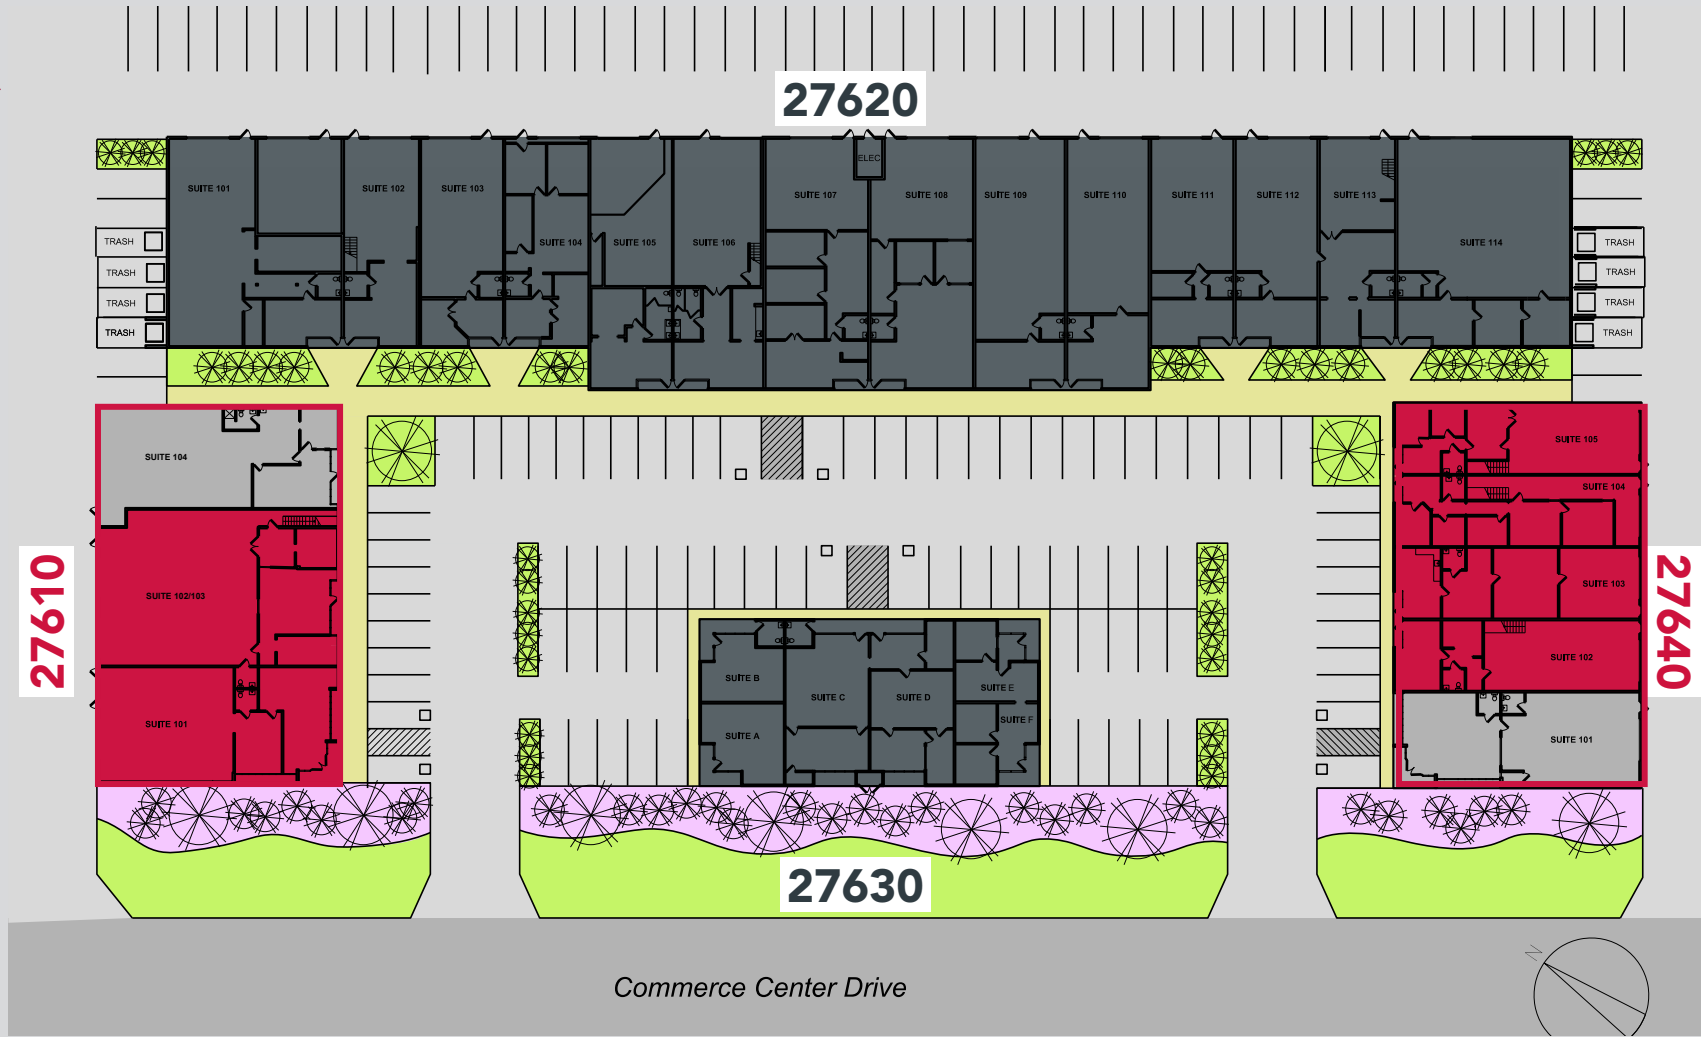 27620
ELEC
SUITE 101
SUITE 102
SUITE 103
SUITE 104
SUITE 105
SUITE 106
SUITE 107
SUITE 108
SUITE 109
SUITE 110
SUITE 111
SUITE 112
SUITE 113
SUITE 114
TRASH
TRASH
TRASH
TRASH
TRASH
TRASH
TRASH
TRASH
27610
SUITE 104
SUITE 102/103
SUITE 101
SUITE B
SUITE A
SUITE C
SUITE D
SUITE E
SUITE F
27640
SUITE 105
SUITE 104
SUITE 103
SUITE 102
SUITE 101
27630
Commerce Center Drive
N